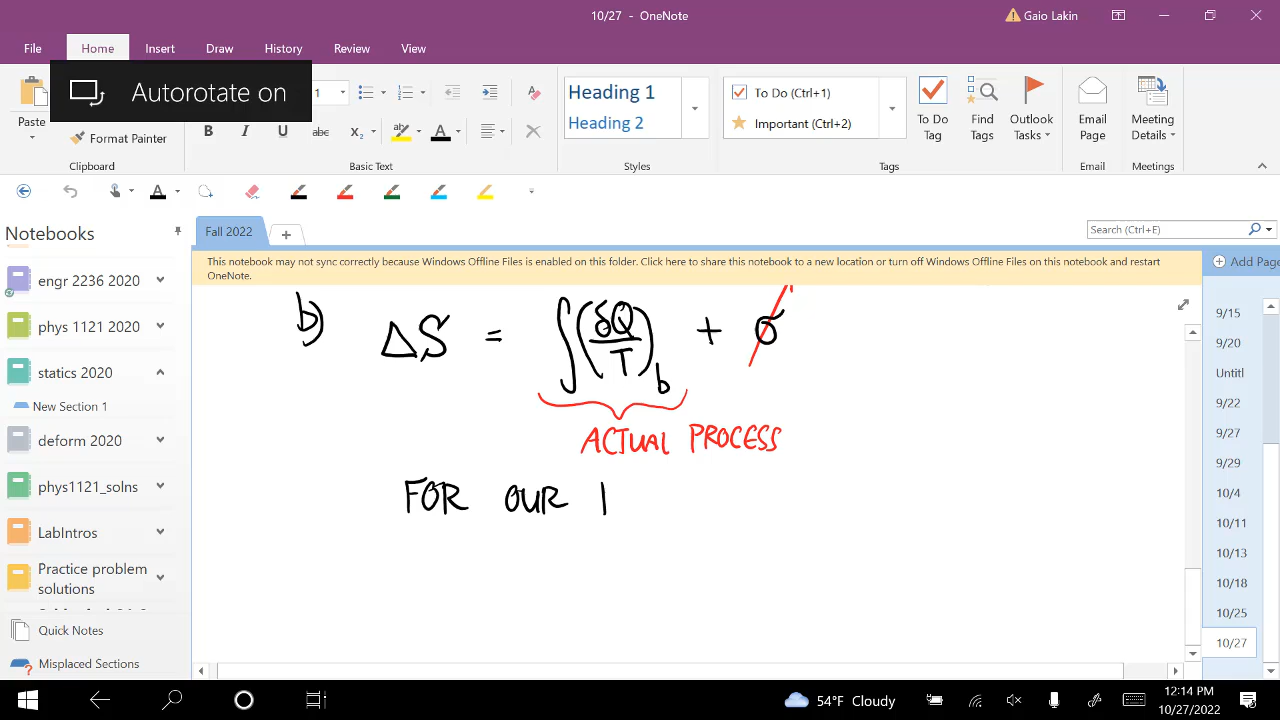 10/27 - OneNote
Gaio Lakin
File Home Insert Draw History Review View
Autorotate on
Paste
Format Painter
Clipboard
1
B I U abc x₂ A
Basic Text
Heading 1
Heading 2
Styles
To Do (Ctrl+1)
Important (Ctrl+2)
To Do Tag
Find Tags
Outlook Tasks
Tags
Email Page
Email
Meeting Details
Meetings
Notebooks
Fall 2022
Search (Ctrl+E)
This notebook may not sync correctly because Windows Offline Files is enabled on this folder. Click here to share this notebook to a new location or turn off Windows Offline Files on this notebook and restart
OneNote.
Add Page
engr 2236 2020
phys 1121 2020
statics 2020
New Section 1
deform 2020
phys1121_solns
LabIntros
Practice problem
solutions
Quick Notes
Misplaced Sections
b) ΔS = ∫(δQ/T)b + σ
ACTUAL PROCESS
FOR OUR
9/15
9/20
Untitl
9/22
9/27
9/29
10/4
10/11
10/13
10/18
10/25
10/27
54°F Cloudy
12:14 PM
10/27/2022